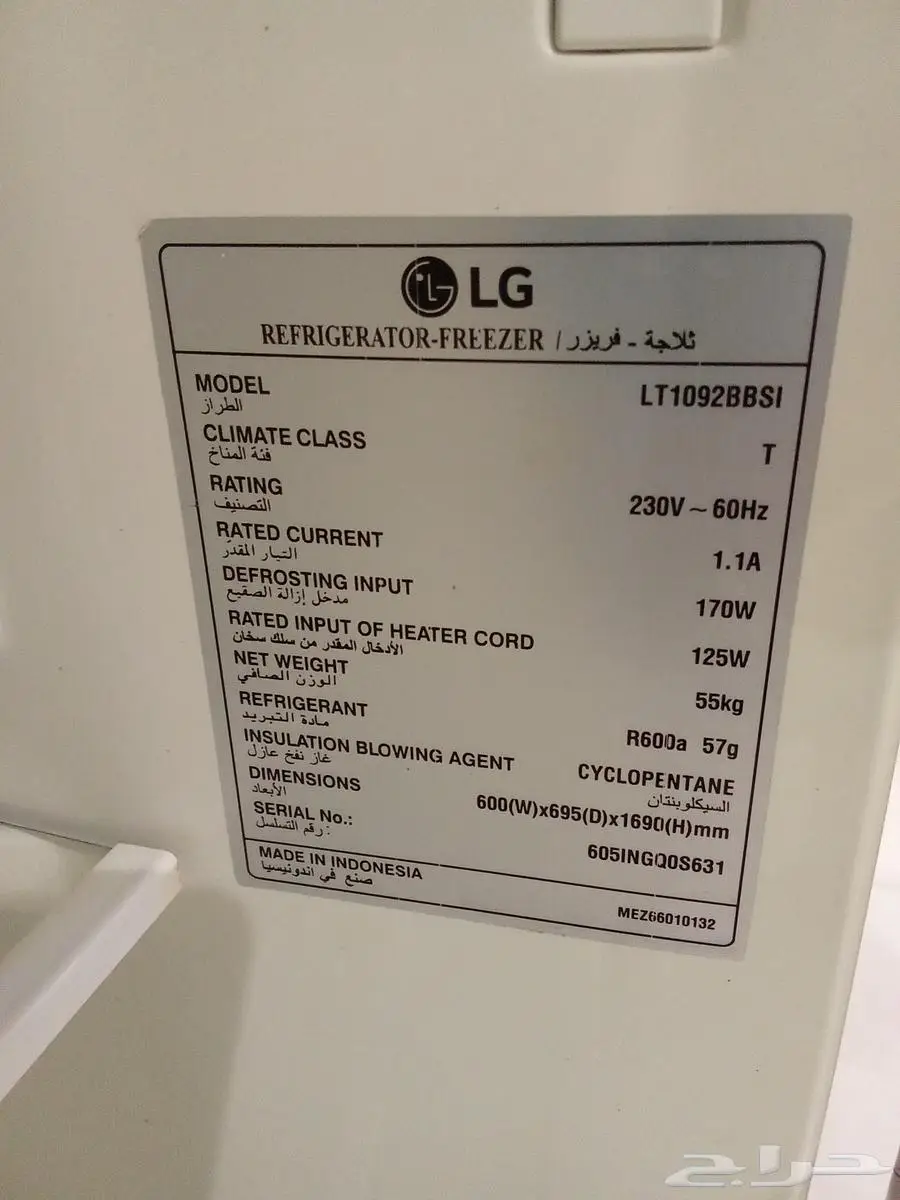 LG
REFRIGERATOR-FREEZER / ثلاجة - فريزر
MODEL LT1092BBSI
الطراز
CLIMATE CLASS T
فئة المناخ
RATING 230V ~ 60Hz
التصنيف
RATED CURRENT 1.1A
التيار المقدّر
DEFROSTING INPUT 170W
مدخل إزالة الصقيع
RATED INPUT OF HEATER CORD 125W
الأدخال المقدر من سلك سخان
NET WEIGHT 55kg
الوزن الصافي
REFRIGERANT R600a 57g
مادة التبريد
INSULATION BLOWING AGENT CYCLOPENTANE
غاز نفخ عازل السيكلوبنتان
DIMENSIONS 600(W)x695(D)x1690(H)mm
الأبعاد
SERIAL No.: 605INGQ0S631
رقم التسلسل:
MADE IN INDONESIA
صنع في اندونيسيا
MEZ66010132
حراج